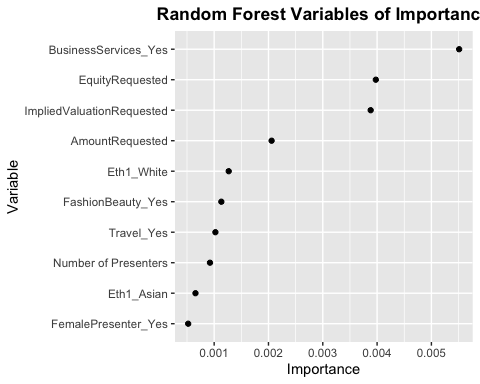 Random Forest Variables of Importanc
BusinessServices_Yes
EquityRequested
ImpliedValuationRequested
AmountRequested
Eth1_White
FashionBeauty_Yes
Travel_Yes
Number of Presenters
Eth1_Asian
FemalePresenter_Yes
Variable
0.001 0.002 0.003 0.004 0.005
Importance